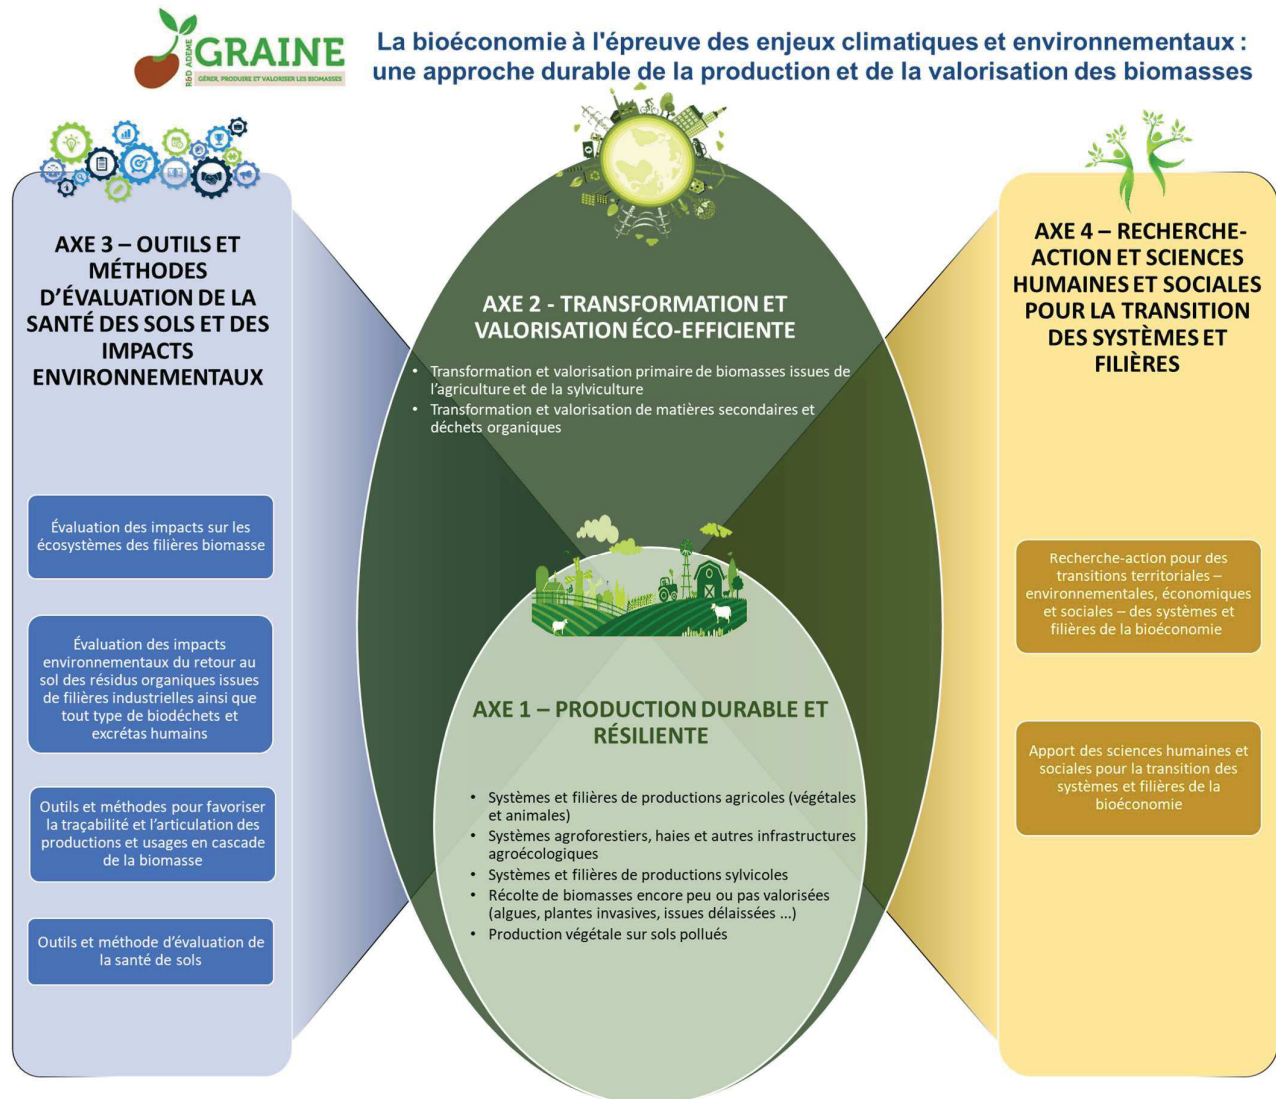 R&D ADEME
GRAINE
GÉRER, PRODUIRE ET VALORISER LES BIOMASSES
La bioéconomie à l'épreuve des enjeux climatiques et environnementaux :
une approche durable de la production et de la valorisation des biomasses
AXE 3 – OUTILS ET
MÉTHODES
D’ÉVALUATION DE LA
SANTÉ DES SOLS ET DES
IMPACTS
ENVIRONNEMENTAUX
Évaluation des impacts sur les
écosystèmes des filières biomasse
Évaluation des impacts
environnementaux du retour au
sol des résidus organiques issues
de filières industrielles ainsi que
tout type de biodéchets et
excrétas humains
Outils et méthodes pour favoriser
la traçabilité et l’articulation des
productions et usages en cascade
de la biomasse
Outils et méthode d’évaluation de
la santé de sols
AXE 2 - TRANSFORMATION ET
VALORISATION ÉCO-EFFICIENTE
• Transformation et valorisation primaire de biomasses issues de
l’agriculture et de la sylviculture
• Transformation et valorisation de matières secondaires et
déchets organiques
AXE 1 – PRODUCTION DURABLE ET
RÉSILIENTE
• Systèmes et filières de productions agricoles (végétales
et animales)
• Systèmes agroforestiers, haies et autres infrastructures
agroécologiques
• Systèmes et filières de productions sylvicoles
• Récolte de biomasses encore peu ou pas valorisées
(algues, plantes invasives, issues délaissées ...)
• Production végétale sur sols pollués
AXE 4 – RECHERCHE-
ACTION ET SCIENCES
HUMAINES ET SOCIALES
POUR LA TRANSITION
DES SYSTÈMES ET
FILIÈRES
Recherche-action pour des
transitions territoriales –
environnementales, économiques
et sociales – des systèmes et
filières de la bioéconomie
Apport des sciences humaines et
sociales pour la transition des
systèmes et filières de la
bioéconomie